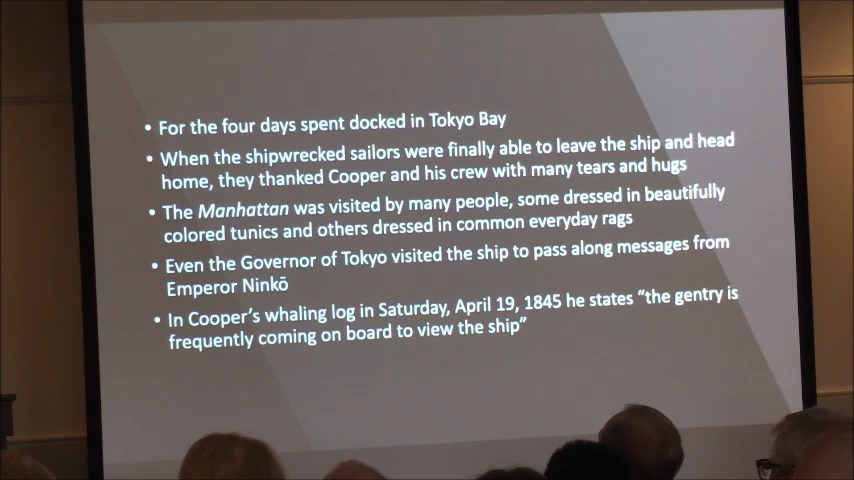 • For the four days spent docked in Tokyo Bay
• When the shipwrecked sailors were finally able to leave the ship and head
home, they thanked Cooper and his crew with many tears and hugs
• The Manhattan was visited by many people, some dressed in beautifully
colored tunics and others dressed in common everyday rags
• Even the Governor of Tokyo visited the ship to pass along messages from
Emperor Ninkō
• In Cooper's whaling log in Saturday, April 19, 1845 he states “the gentry is
frequently coming on board to view the ship”